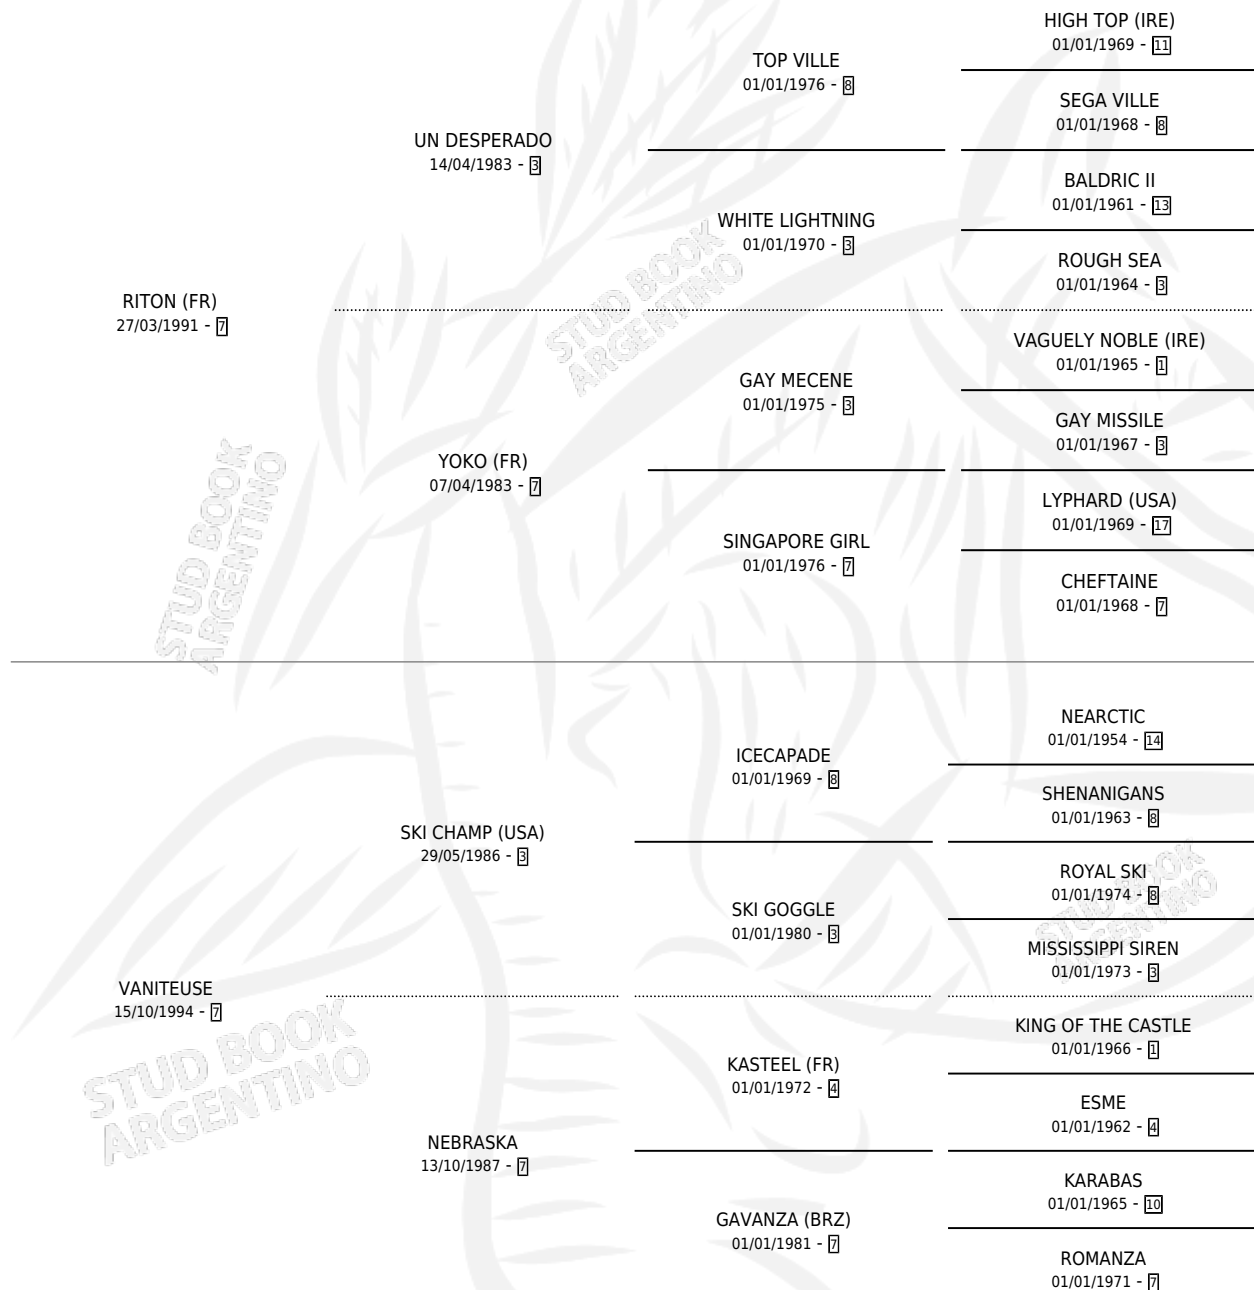 HIGH TOP (IRE)
01/01/1969 - 11
TOP VILLE
01/01/1976 - 8
SEGA VILLE
01/01/1968 - 8
UN DESPERADO
14/04/1983 - 3
BALDRIC II
01/01/1961 - 13
WHITE LIGHTNING
01/01/1970 - 3
ROUGH SEA
01/01/1964 - 3
RITON (FR)
27/03/1991 - 7
VAGUELY NOBLE (IRE)
01/01/1965 - 1
GAY MECENE
01/01/1975 - 3
GAY MISSILE
01/01/1967 - 3
YOKO (FR)
07/04/1983 - 7
LYPHARD (USA)
01/01/1969 - 17
SINGAPORE GIRL
01/01/1976 - 7
CHEFTAINE
01/01/1968 - 7
NEARCTIC
01/01/1954 - 14
ICECAPADE
01/01/1969 - 8
SHENANIGANS
01/01/1963 - 8
SKI CHAMP (USA)
29/05/1986 - 3
ROYAL SKI
01/01/1974 - 8
SKI GOGGLE
01/01/1980 - 3
MISSISSIPPI SIREN
01/01/1973 - 3
VANITEUSE
15/10/1994 - 7
KING OF THE CASTLE
01/01/1966 - 1
KASTEEL (FR)
01/01/1972 - 4
ESME
01/01/1962 - 4
NEBRASKA
13/10/1987 - 7
KARABAS
01/01/1965 - 10
GAVANZA (BRZ)
01/01/1981 - 7
ROMANZA
01/01/1971 - 7
STUD BOOK
ARGENTINO
STUD BOOK
ARGENTINO
STUD BOOK
ARGENTINO
STUD BOOK
ARGENTINO